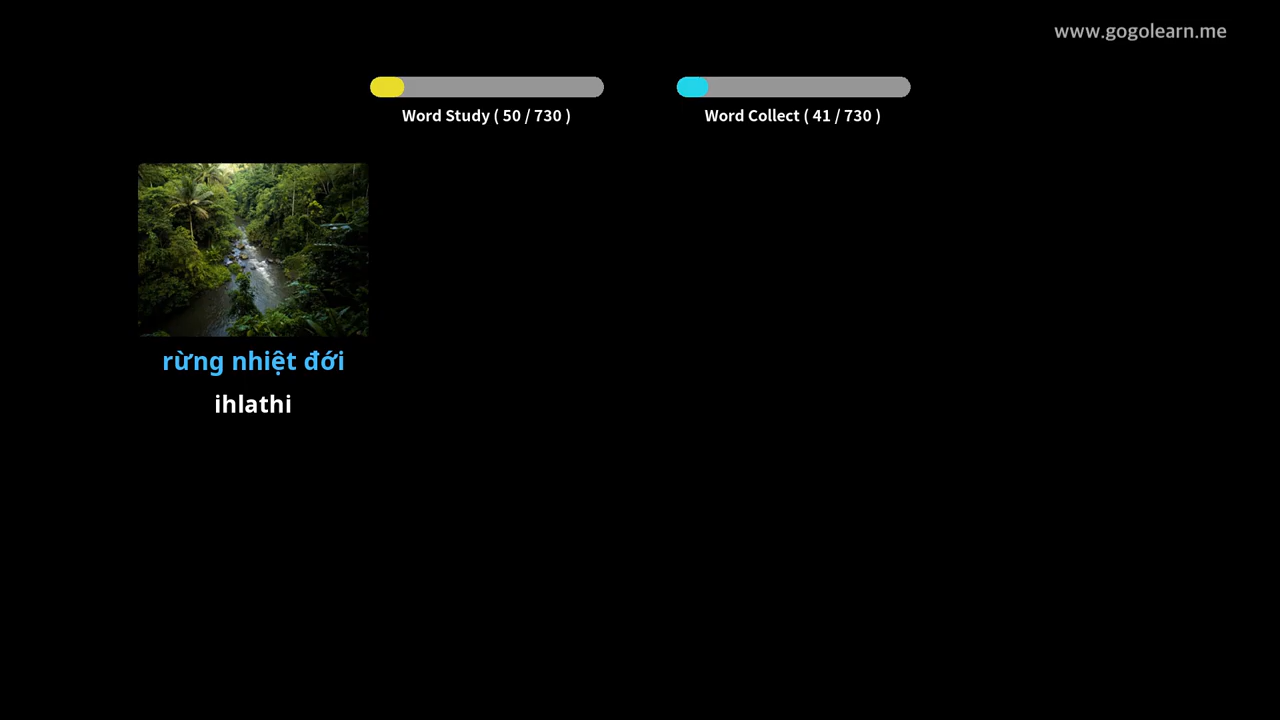 www.gogolearn.me
Word Study ( 50 / 730 )
Word Collect ( 41 / 730 )
rừng nhiệt đới
ihlathi